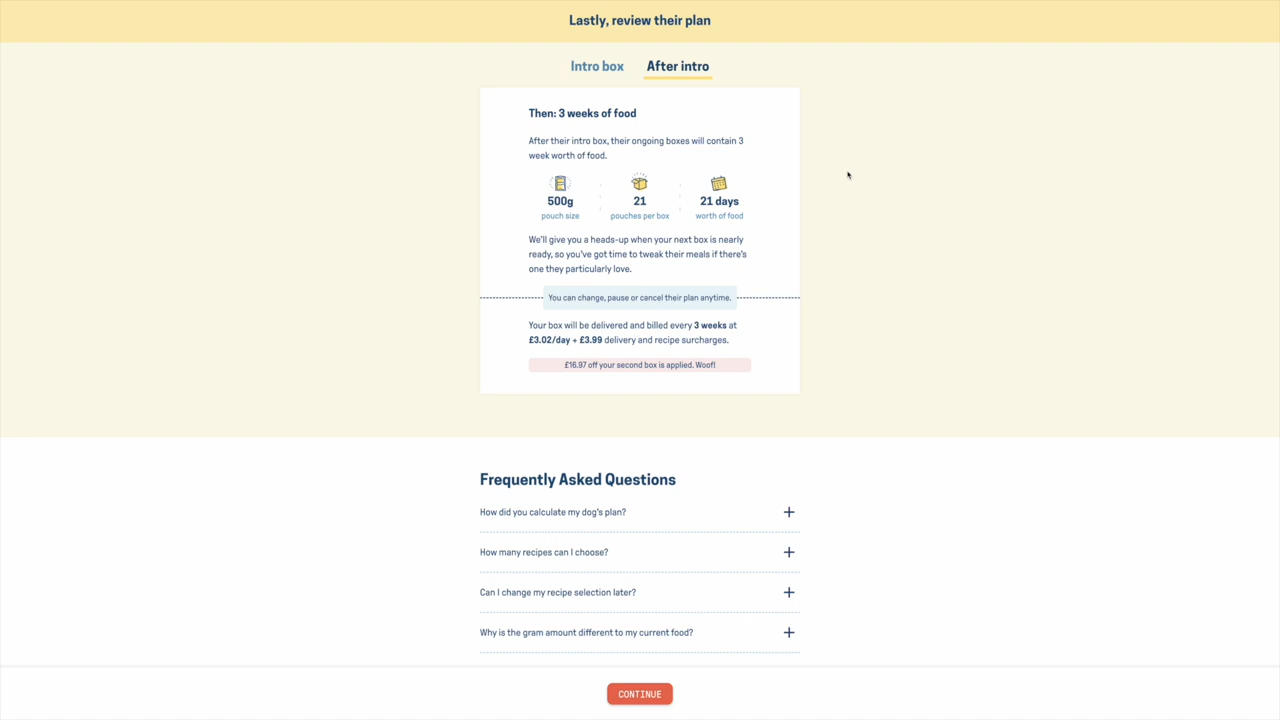 Lastly, review their plan
Intro box After intro
Then: 3 weeks of food
After their intro box, their ongoing boxes will contain 3
week worth of food.
500g 21 21 days
pouch size pouches per box worth of food
We'll give you a heads-up when your next box is nearly
ready, so you've got time to tweak their meals if there's
one they particularly love.
You can change, pause or cancel their plan anytime.
Your box will be delivered and billed every 3 weeks at
£3.02/day + £3.99 delivery and recipe surcharges.
£16.97 off your second box is applied. Woof!
Frequently Asked Questions
How did you calculate my dog's plan?
How many recipes can I choose?
Can I change my recipe selection later?
Why is the gram amount different to my current food?
CONTINUE